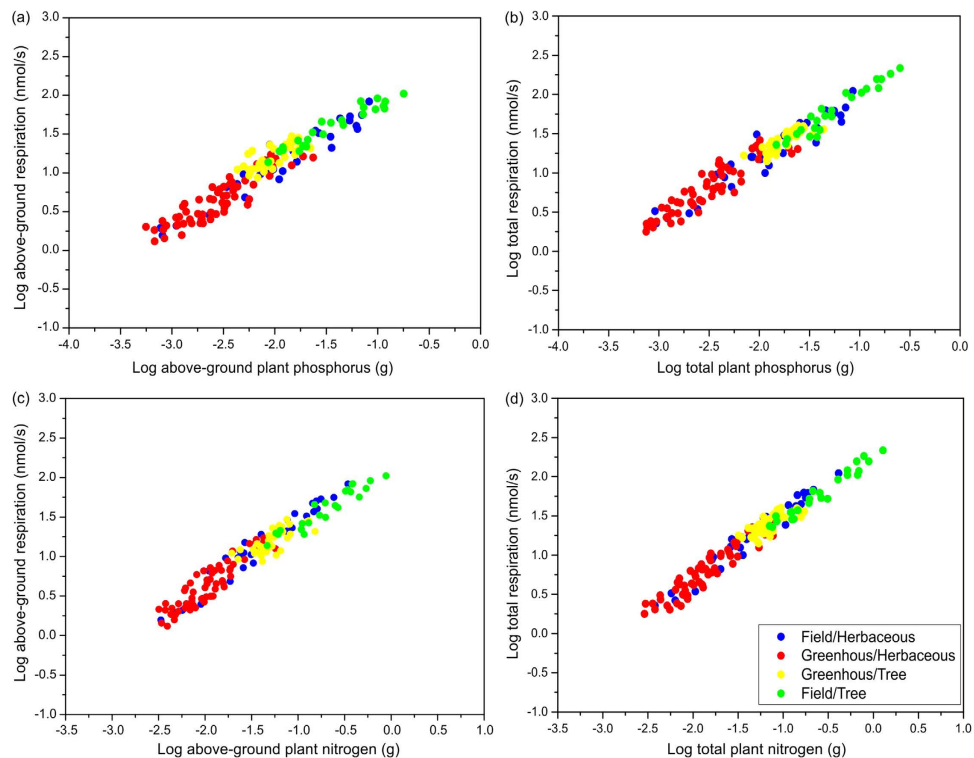 (a)
Log above-ground respiration (nmol/s)
3.0
2.5
2.0
1.5
1.0
0.5
0.0
-0.5
-1.0
-4.0 -3.5 -3.0 -2.5 -2.0 -1.5 -1.0 -0.5 0.0
Log above-ground plant phosphorus (g)
(b)
Log total respiration (nmol/s)
3.0
2.5
2.0
1.5
1.0
0.5
0.0
-0.5
-1.0
-4.0 -3.5 -3.0 -2.5 -2.0 -1.5 -1.0 -0.5 0.0
Log total plant phosphorus (g)
(c)
Log above-ground respiration (nmol/s)
3.0
2.5
2.0
1.5
1.0
0.5
0.0
-0.5
-1.0
-3.5 -3.0 -2.5 -2.0 -1.5 -1.0 -0.5 0.0 0.5 1.0
Log above-ground plant nitrogen (g)
(d)
Log total respiration (nmol/s)
3.0
2.5
2.0
1.5
1.0
0.5
0.0
-0.5
-1.0
Field/Herbaceous
Greenhous/Herbaceous
Greenhous/Tree
Field/Tree
-3.5 -3.0 -2.5 -2.0 -1.5 -1.0 -0.5 0.0 0.5 1.0
Log total plant nitrogen (g)